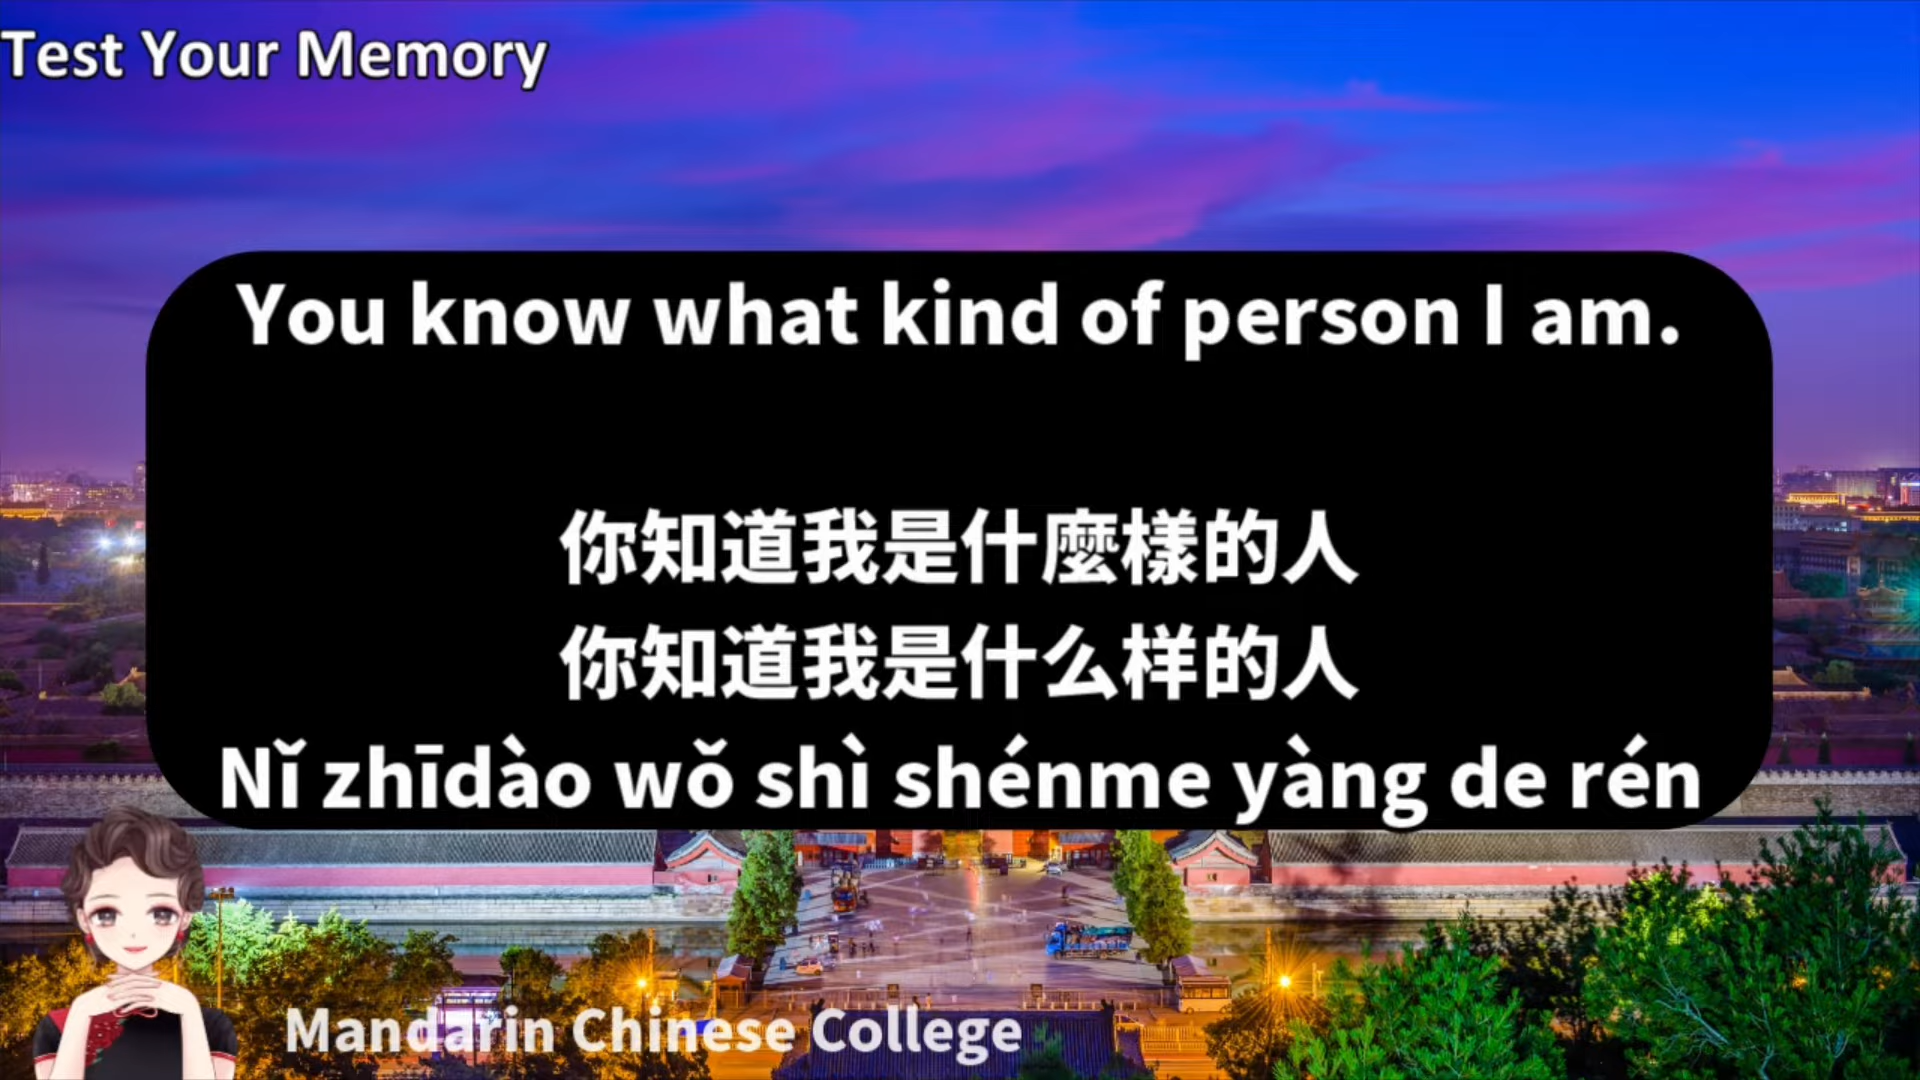 Test Your Memory
You know what kind of person I am.
你知道我是什麼樣的人
你知道我是什么样的人
Nǐ zhīdào wǒ shì shénme yàng de rén
Mandarin Chinese College